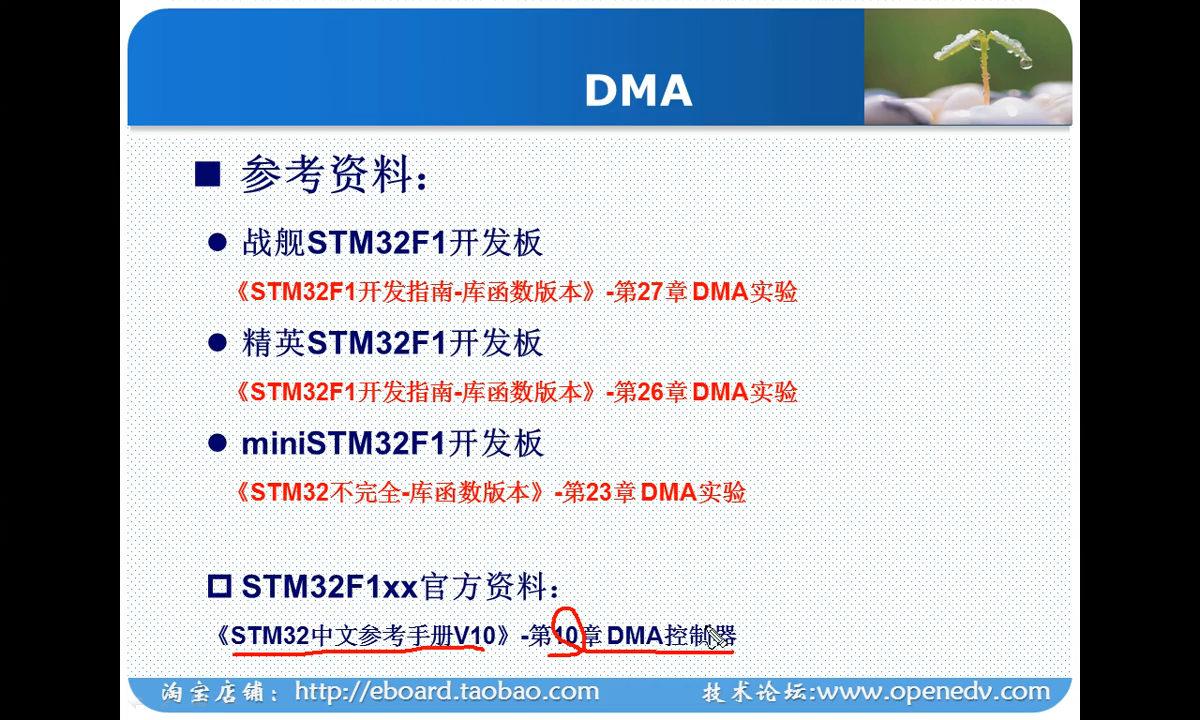 DMA
参考资料：
战舰STM32F1开发板
《STM32F1开发指南-库函数版本》-第27章 DMA实验
精英STM32F1开发板
《STM32F1开发指南-库函数版本》-第26章 DMA实验
miniSTM32F1开发板
《STM32不完全-库函数版本》-第23章 DMA实验
STM32F1xx官方资料：
《STM32中文参考手册V10》-第10章 DMA控制器
淘宝店铺：http://eboard.taobao.com
技术论坛:www.openedv.com